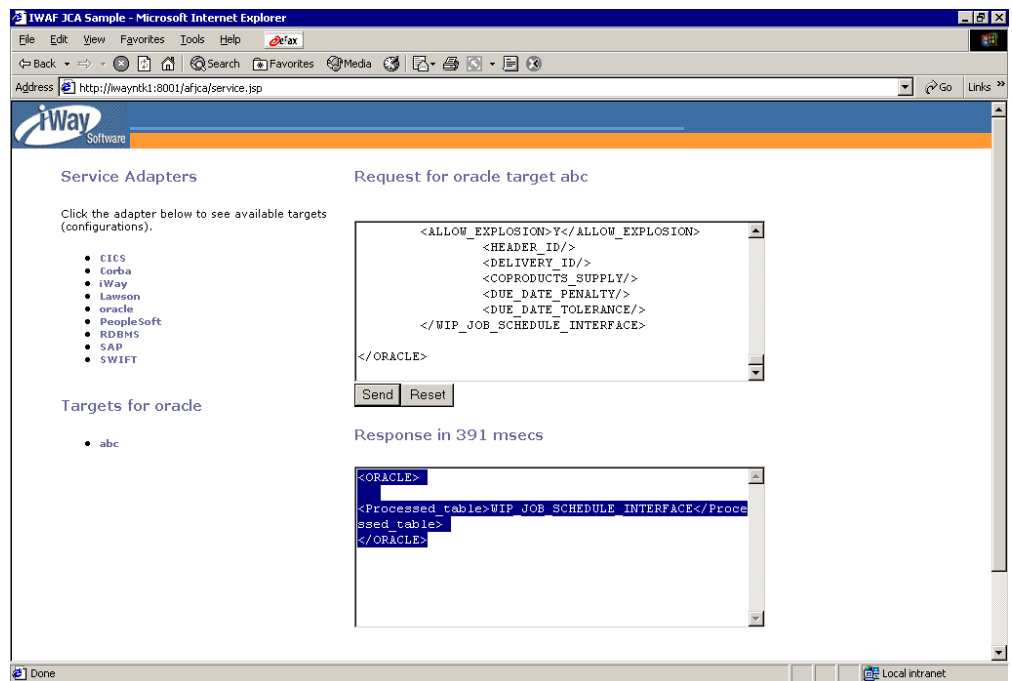 IWAF JCA Sample - Microsoft Internet Explorer
File Edit View Favorites Tools Help eFax
Back Search Favorites Media
Address http://iwayntk1:8001/afjca/service.jsp Go Links »
iWay
Software
Service Adapters
Click the adapter below to see available targets
(configurations).
CICS
Corba
iWay
Lawson
oracle
PeopleSoft
RDBMS
SAP
SWIFT
Targets for oracle
abc
Request for oracle target abc
<ALLOW_EXPLOSION>Y</ALLOW_EXPLOSION>
<HEADER_ID/>
<DELIVERY_ID/>
<COPRODUCTS_SUPPLY/>
<DUE_DATE_PENALTY/>
<DUE_DATE_TOLERANCE/>
</WIP_JOB_SCHEDULE_INTERFACE>
</ORACLE>
Send Reset
Response in 391 msecs
<ORACLE>
<Processed_table>WIP_JOB_SCHEDULE_INTERFACE</Proce
ssed_table>
</ORACLE>
Done Local intranet